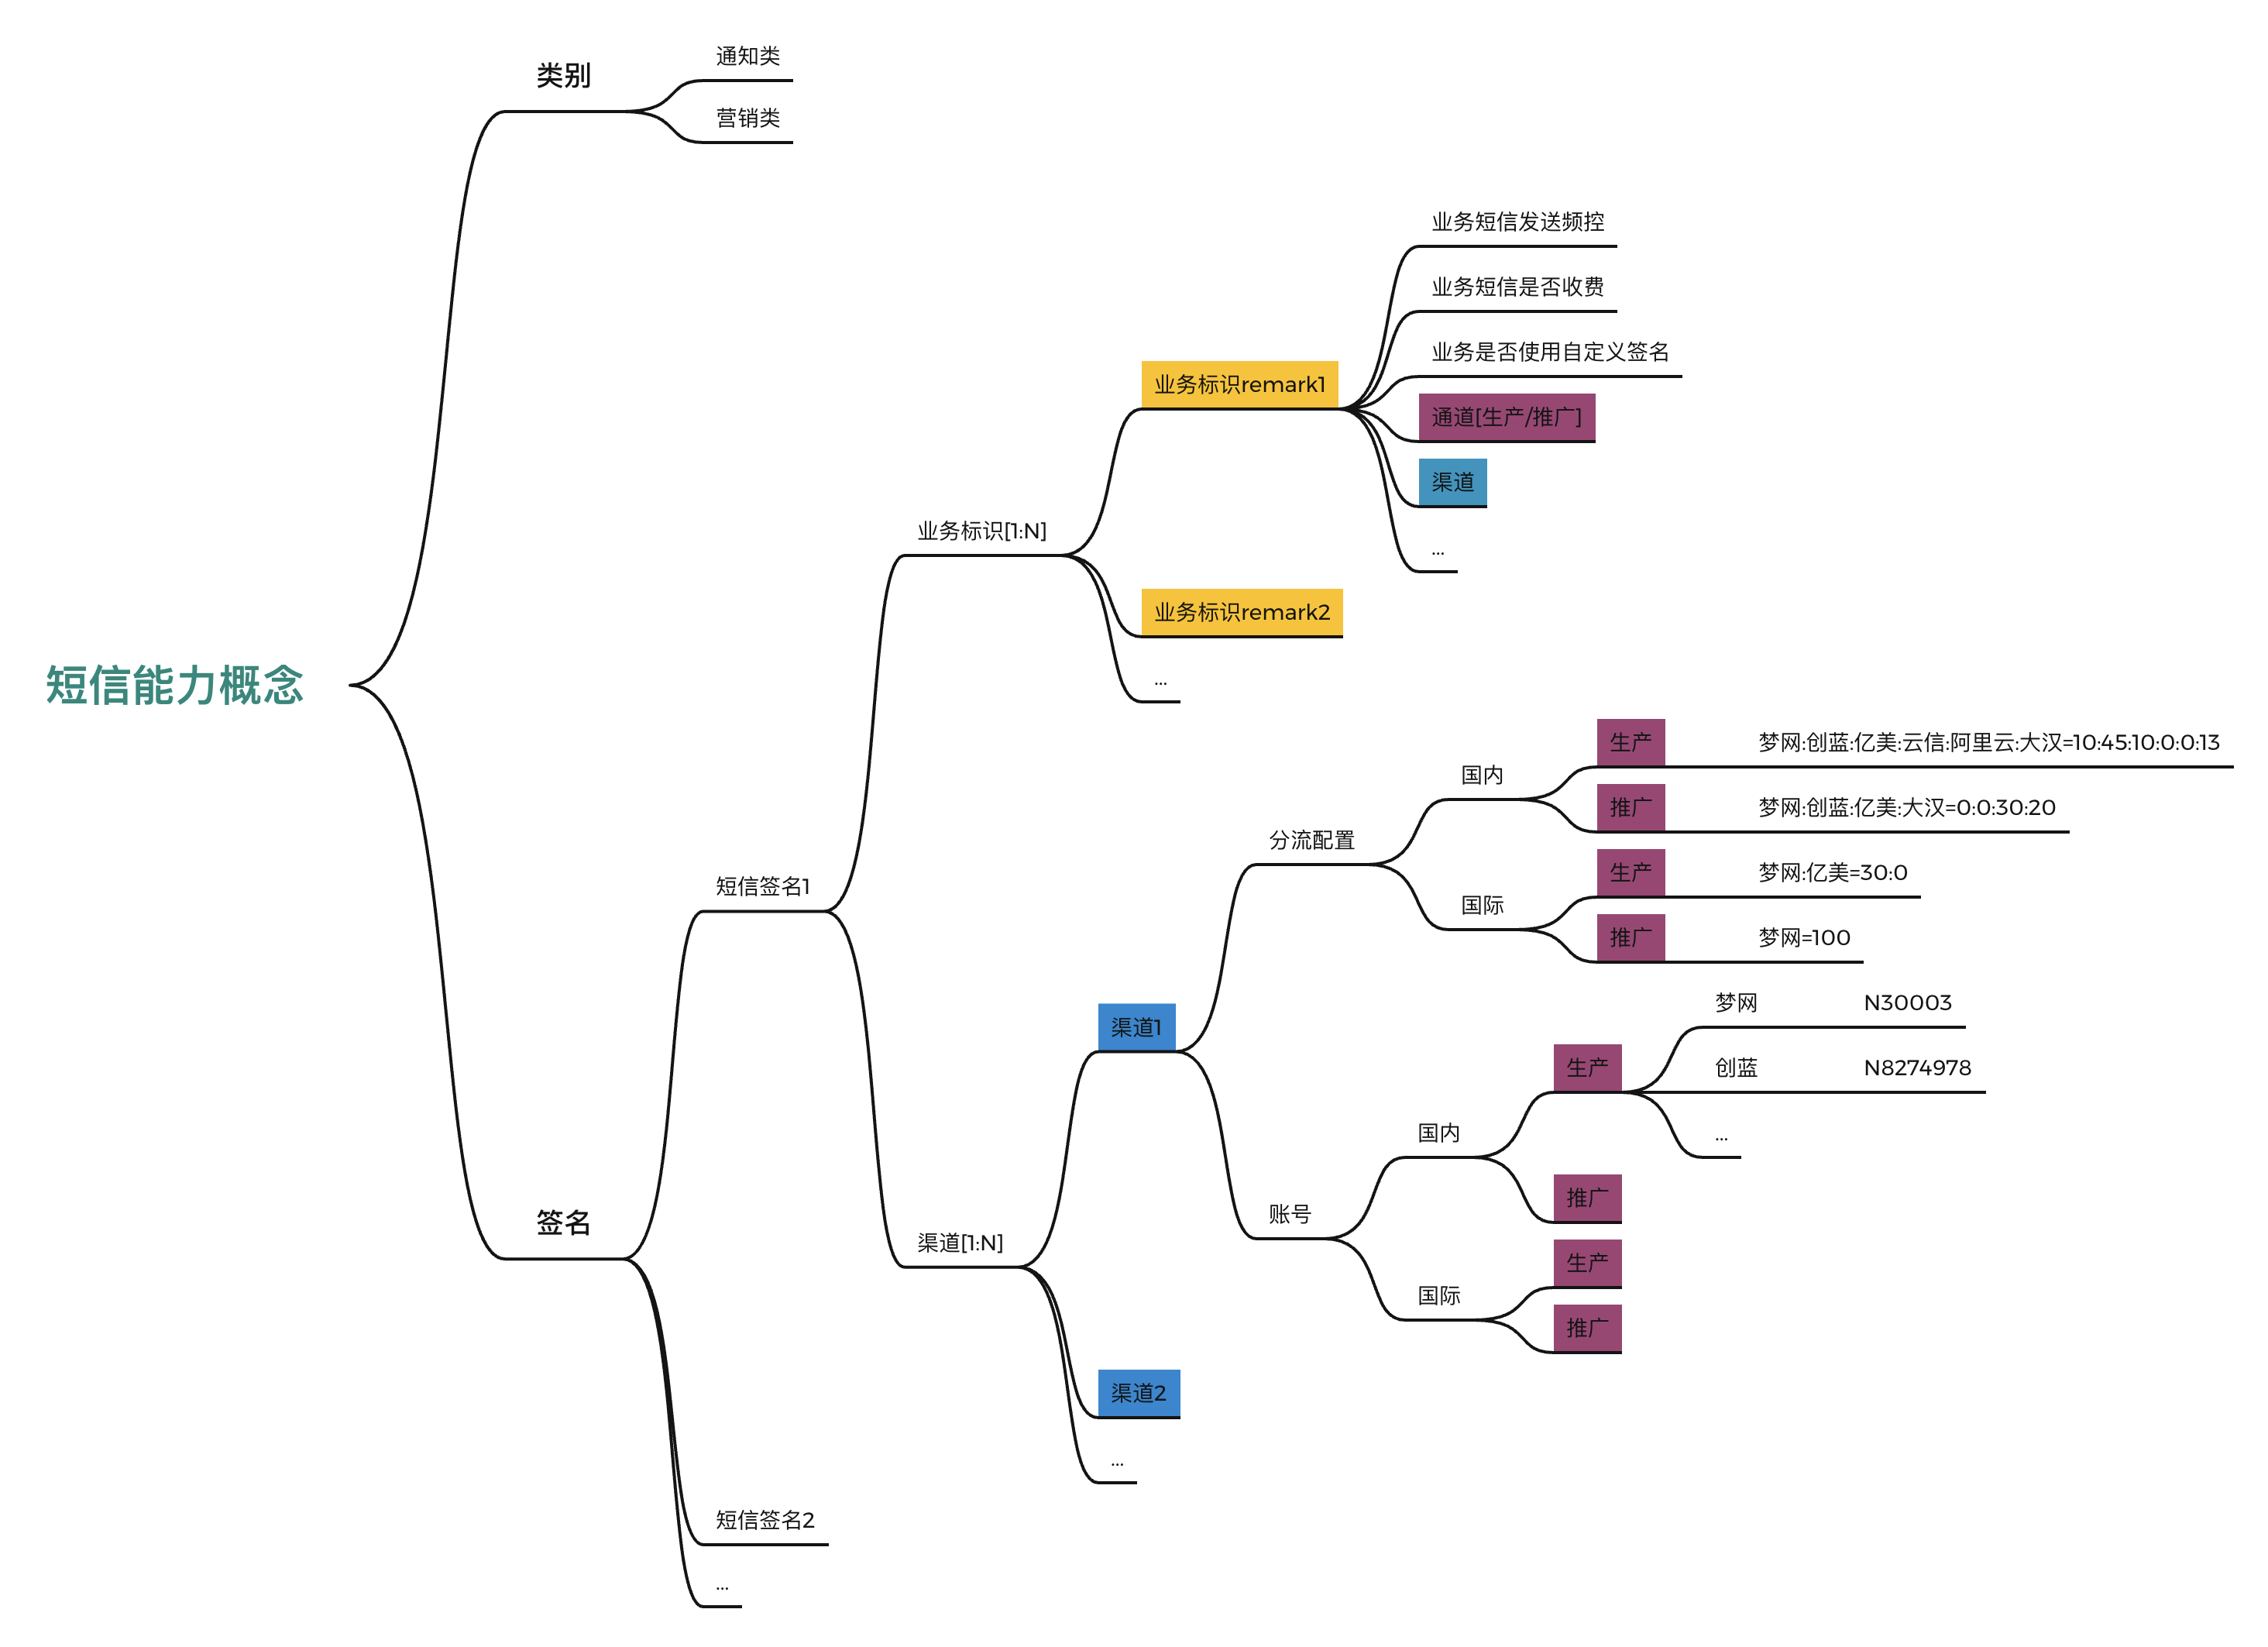 短信能力概念
类别
通知类
营销类
签名
短信签名1
业务标识[1:N]
业务标识remark1
业务短信发送频控
业务短信是否收费
业务是否使用自定义签名
通道[生产/推广]
渠道
...
业务标识remark2
...
渠道[1:N]
渠道1
分流配置
国内
生产
梦网:创蓝:亿美:云信:阿里云:大汉=10:45:10:0:0:13
推广
梦网:创蓝:亿美:大汉=0:0:30:20
国际
生产
梦网:亿美=30:0
推广
梦网=100
账号
国内
生产
梦网
N30003
创蓝
N8274978
...
推广
国际
生产
推广
渠道2
...
短信签名2
...